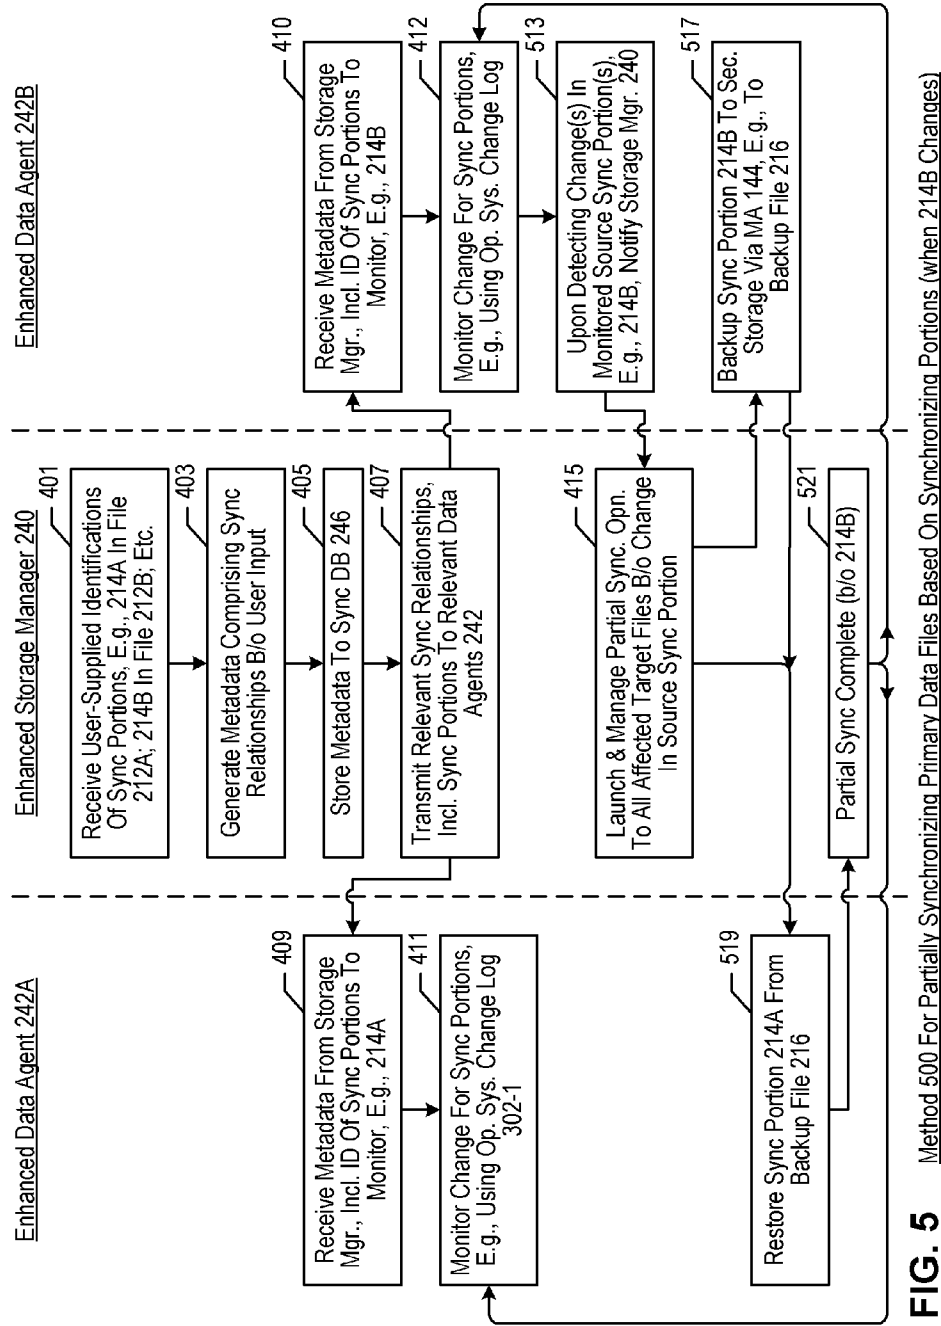 Enhanced Data Agent 242A
Enhanced Storage Manager 240
Enhanced Data Agent 242B
401
Receive User-Supplied Identifications
Of Sync Portions, E.g., 214A In File
212A; 214B In File 212B; Etc.
403
Generate Metadata Comprising Sync
Relationships B/o User Input
405
Store Metadata To Sync DB 246
407
Transmit Relevant Sync Relationships,
Incl. Sync Portions To Relevant Data
Agents 242
409
Receive Metadata From Storage
Mgr., Incl. ID Of Sync Portions To
Monitor, E.g., 214A
410
Receive Metadata From Storage
Mgr., Incl. ID Of Sync Portions To
Monitor, E.g., 214B
411
Monitor Change For Sync Portions,
E.g., Using Op. Sys. Change Log
302-1
412
Monitor Change For Sync Portions,
E.g., Using Op. Sys. Change Log
513
Upon Detecting Change(s) In
Monitored Source Sync Portion(s),
E.g., 214B, Notify Storage Mgr. 240
415
Launch & Manage Partial Sync. Opn.
To All Affected Target Files B/o Change
In Source Sync Portion
517
Backup Sync Portion 214B To Sec.
Storage Via MA 144, E.g., To
Backup File 216
519
Restore Sync Portion 214A From
Backup File 216
521
Partial Sync Complete (b/o 214B)
FIG. 5
Method 500 For Partially Synchronizing Primary Data Files Based On Synchronizing Portions (when 214B Changes)